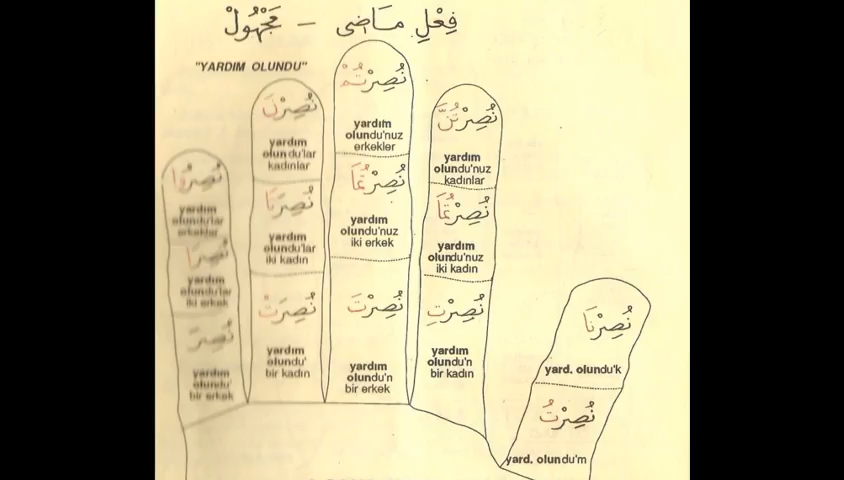 فِعْلِ مَاضِى – مَجْهُولْ
"YARDIM OLUNDU"
نُصِرُوا
yardım
olundu'lar
erkekler
نُصِرَا
yardım
olundu'lar
iki erkek
نُصِرَ
yardım
olundu'
bir erkek
نُصِرْنَ
yardım
olundu'lar
kadınlar
نُصِرَتَا
yardım
olundu'lar
iki kadın
نُصِرَتْ
yardım
olundu'
bir kadın
نُصِرْتُمْ
yardım
olundu'nuz
erkekler
نُصِرْتُمَا
yardım
olundu'nuz
iki erkek
نُصِرْتَ
yardım
olundu'n
bir erkek
نُصِرْتُنَّ
yardım
olundu'nuz
kadınlar
نُصِرْتُمَا
yardım
olundu'nuz
iki kadın
نُصِرْتِ
yardım
olundu'n
bir kadın
نُصِرْنَا
yard. olundu'k
نُصِرْتُ
yard. olundu'm